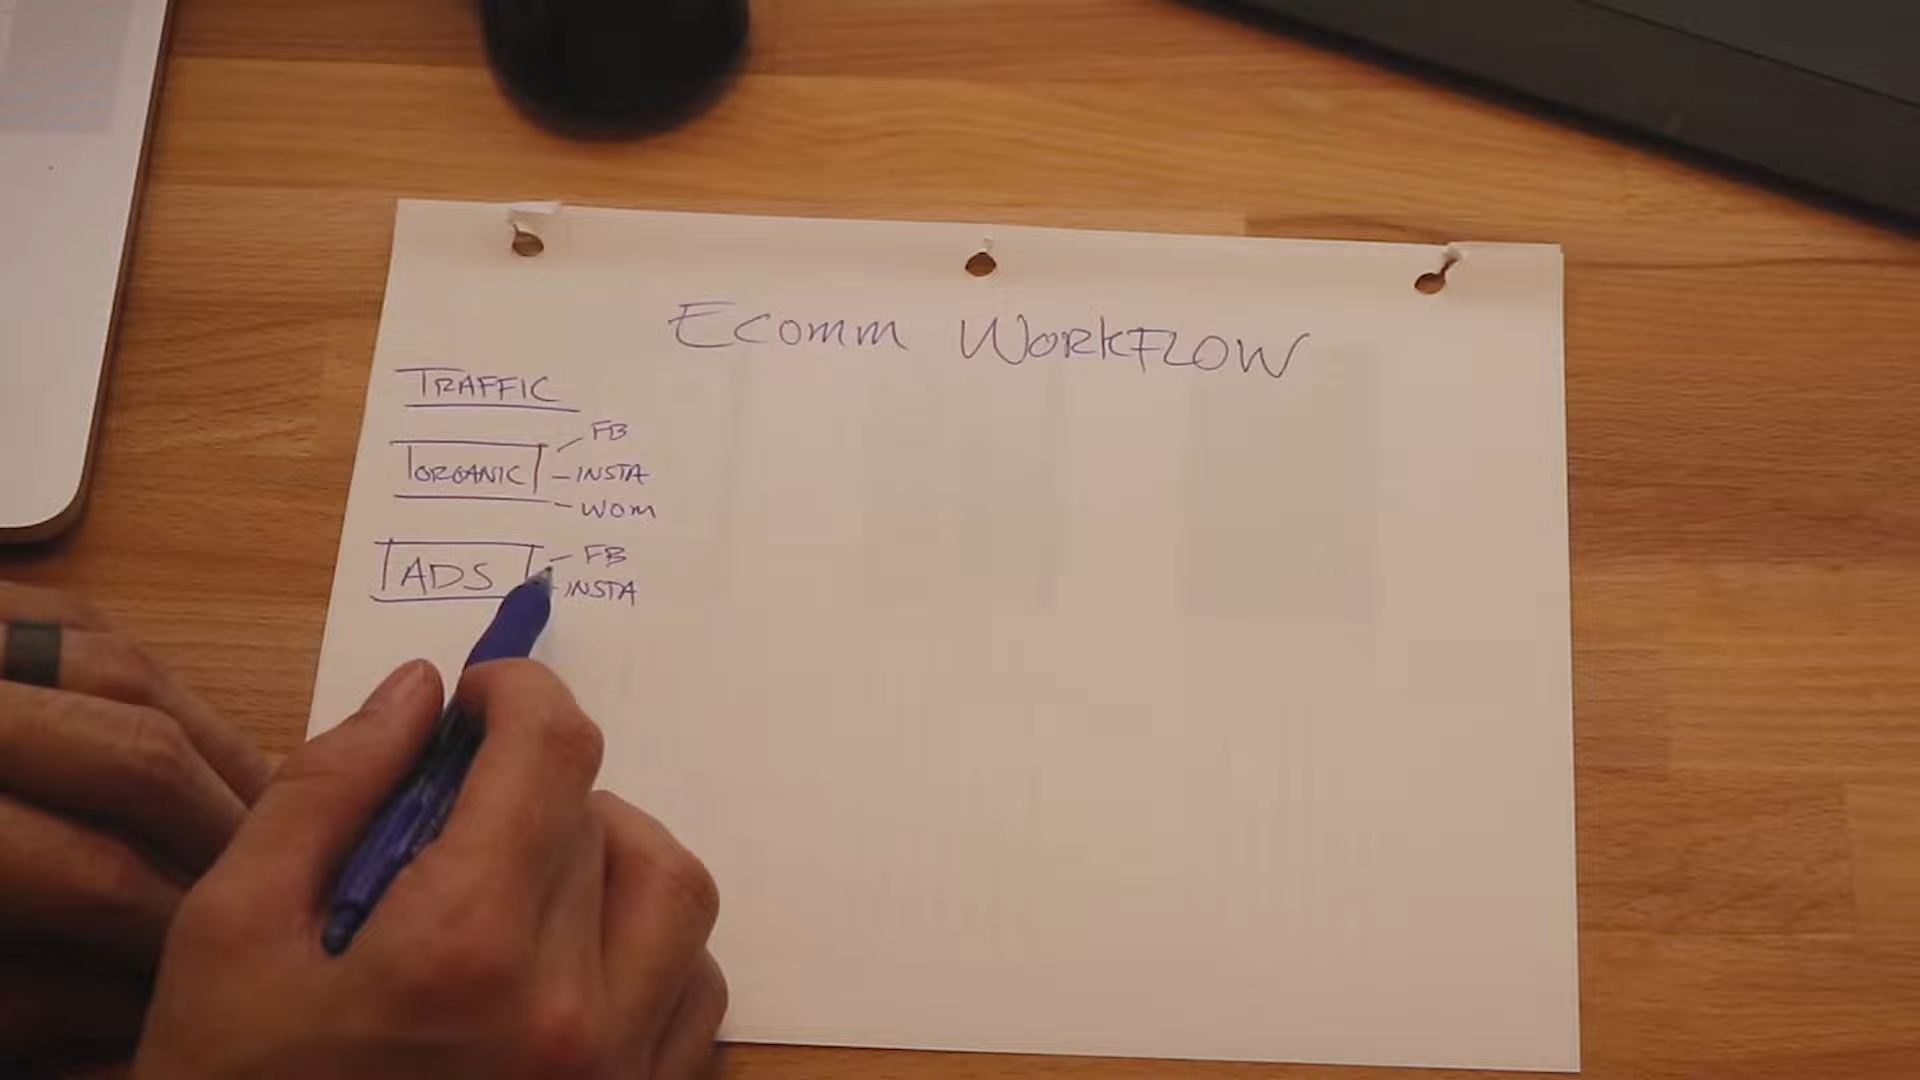 Ecomm WORKFLOW
TRAFFIC
ORGANIC
FB
INSTA
WOM
ADS
FB
INSTA